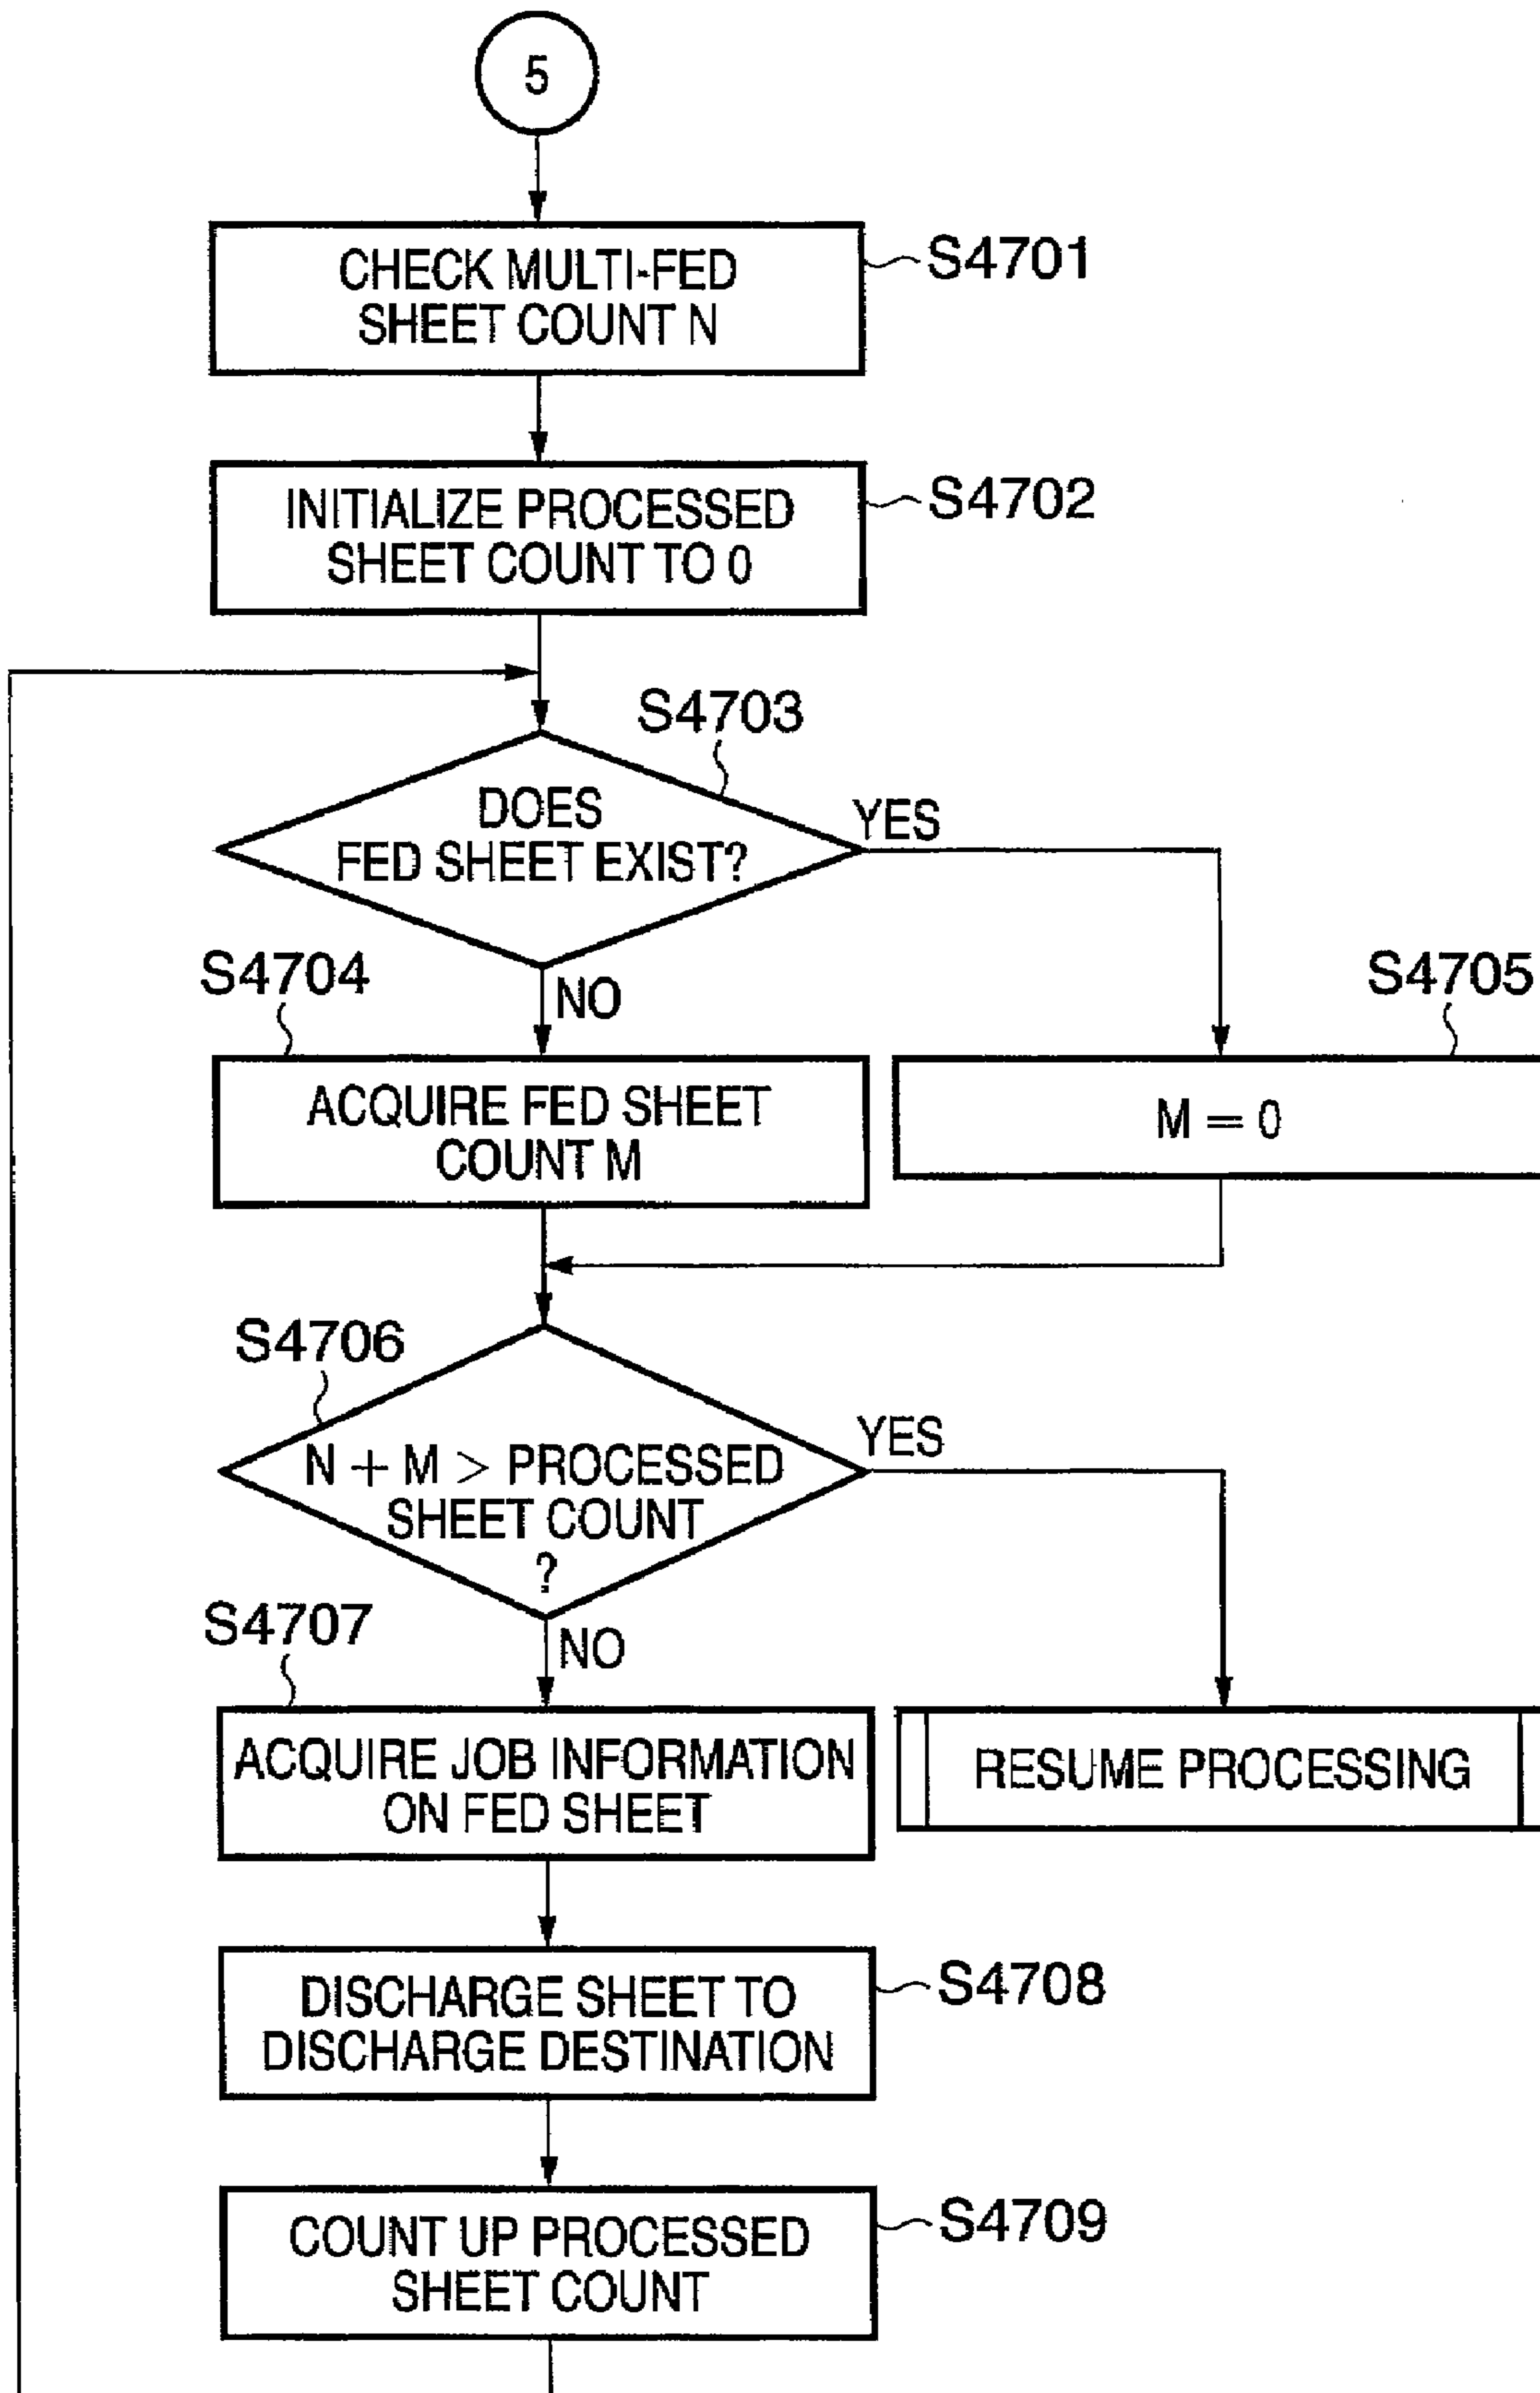 5
CHECK MULTI-FED
SHEET COUNT N
S4701
INITIALIZE PROCESSED
SHEET COUNT TO 0
S4702
S4703
DOES
FED SHEET EXIST?
YES
NO
S4704
S4705
ACQUIRE FED SHEET
COUNT M
M = 0
S4706
N + M > PROCESSED
SHEET COUNT
?
YES
NO
S4707
ACQUIRE JOB INFORMATION
ON FED SHEET
RESUME PROCESSING
DISCHARGE SHEET TO
DISCHARGE DESTINATION
S4708
COUNT UP PROCESSED
SHEET COUNT
S4709